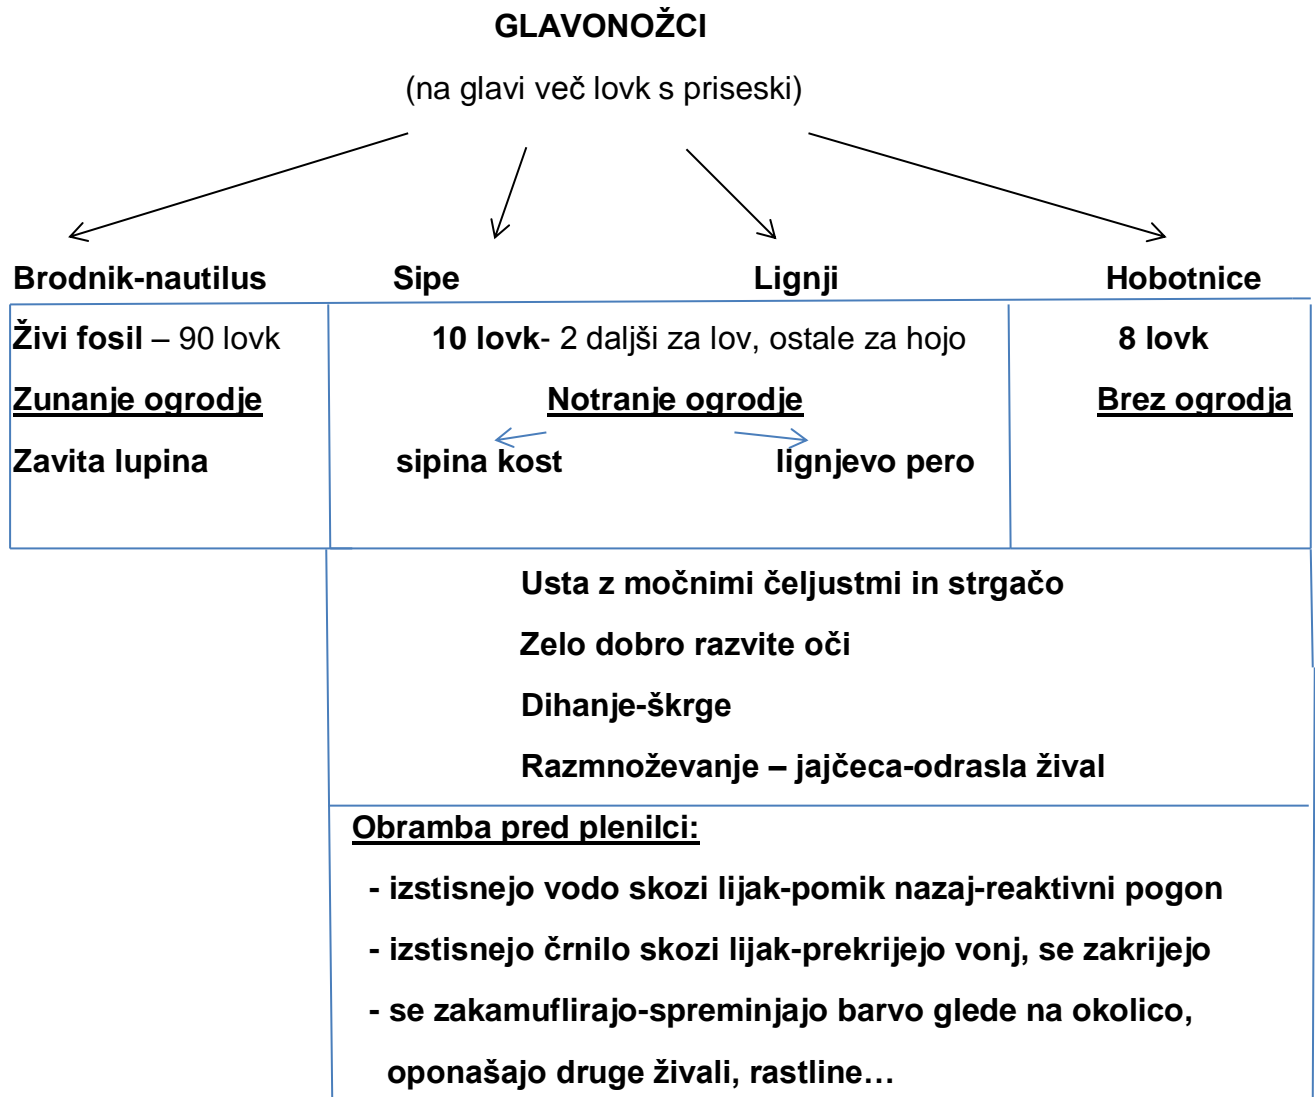 GLAVONOŽCI
(na glavi več lovk s priseski)
Brodnik-nautilus Sipe Lignji Hobotnice
Živi fosil – 90 lovk 10 lovk- 2 daljši za lov, ostale za hojo 8 lovk
Zunanje ogrodje Notranje ogrodje Brez ogrodja
Zavita lupina sipina kost lignjevo pero
Usta z močnimi čeljustmi in strgačo
Zelo dobro razvite oči
Dihanje-škrge
Razmnoževanje – jajčeca-odrasla žival
Obramba pred plenilci:
- izstisnejo vodo skozi lijak-pomik nazaj-reaktivni pogon
- izstisnejo črnilo skozi lijak-prekrijejo vonj, se zakrijejo
- se zakamuflirajo-spreminjajo barvo glede na okolico,
oponašajo druge živali, rastline…